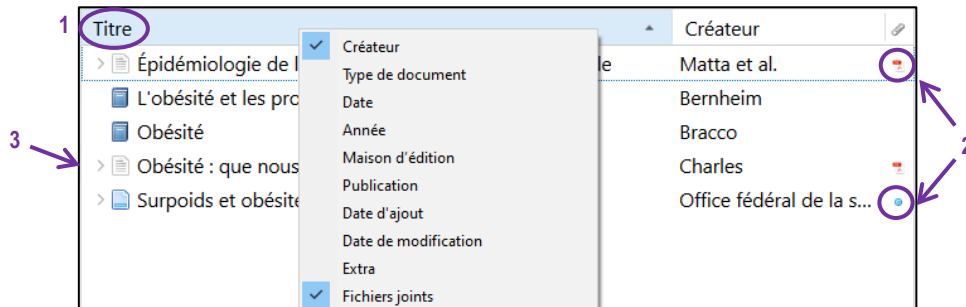 1 Titre Créateur
Créateur
Épidémiologie de l le Matta et al.
Type de document
L'obésité et les pro Date Bernheim
Année
3 Obésité Bracco 2
Maison d'édition
Obésité : que nous Charles
Publication
Surpoids et obésité Office fédéral de la s...
Date d'ajout
Date de modification
Extra
Fichiers joints